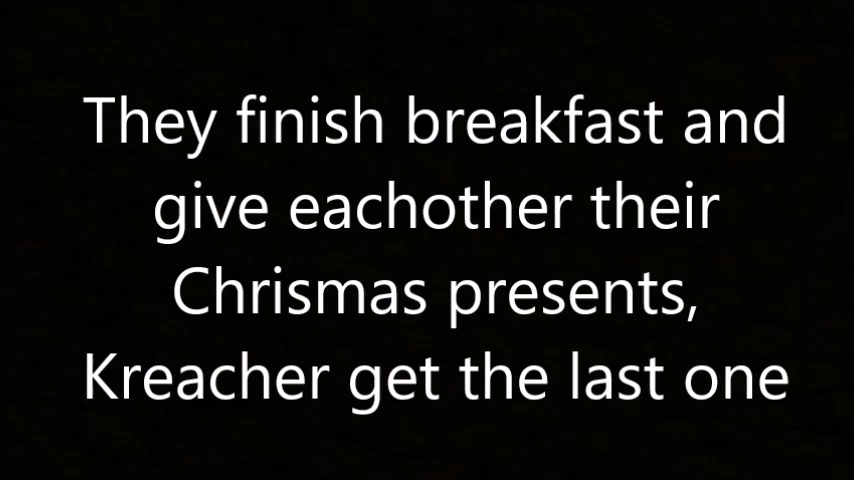 They finish breakfast and
give eachother their
Chrismas presents,
Kreacher get the last one